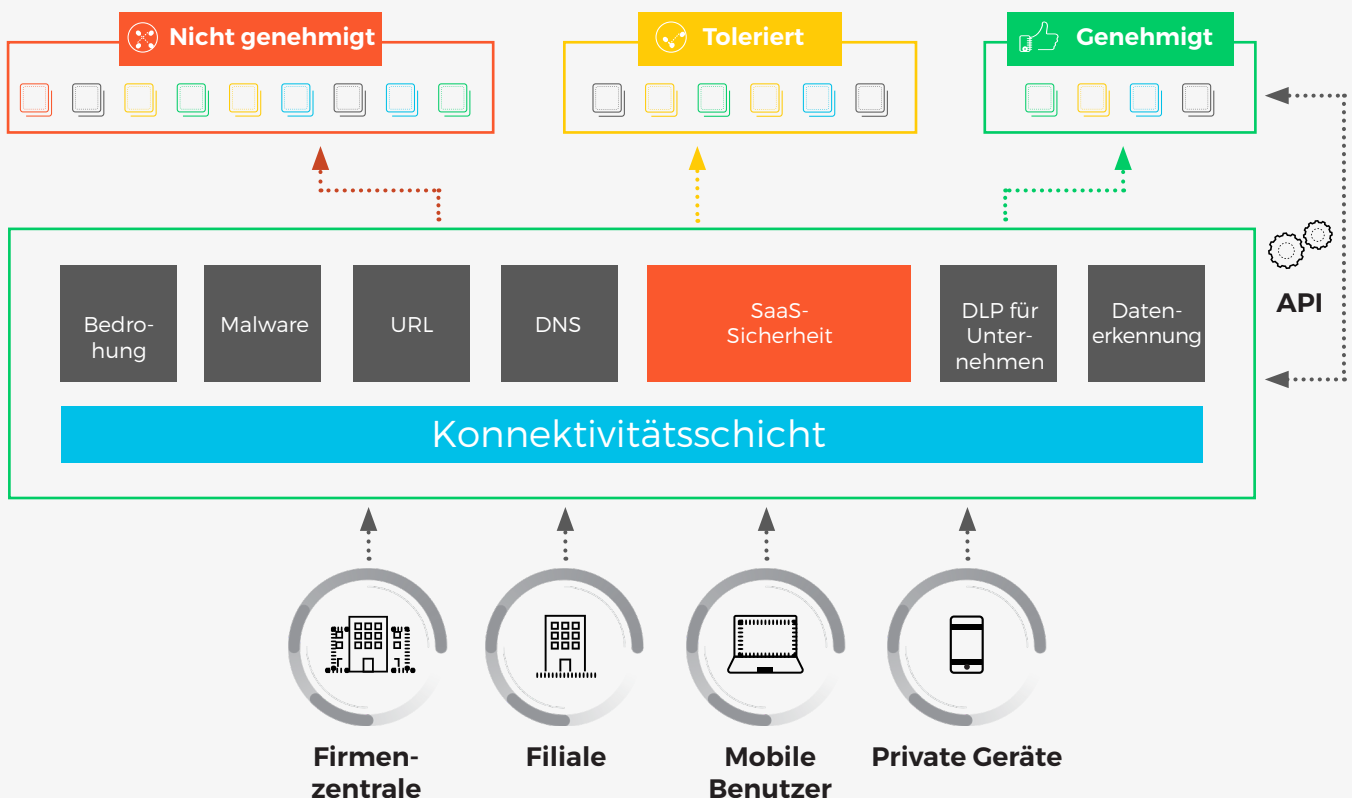 Nicht genehmigt
Toleriert
Genehmigt
API
Bedro-
hung
Malware
URL
DNS
SaaS-
Sicherheit
DLP für
Unter-
nehmen
Daten-
erkennung
Konnektivitätsschicht
Firmen-
zentrale
Filiale
Mobile
Benutzer
Private Geräte